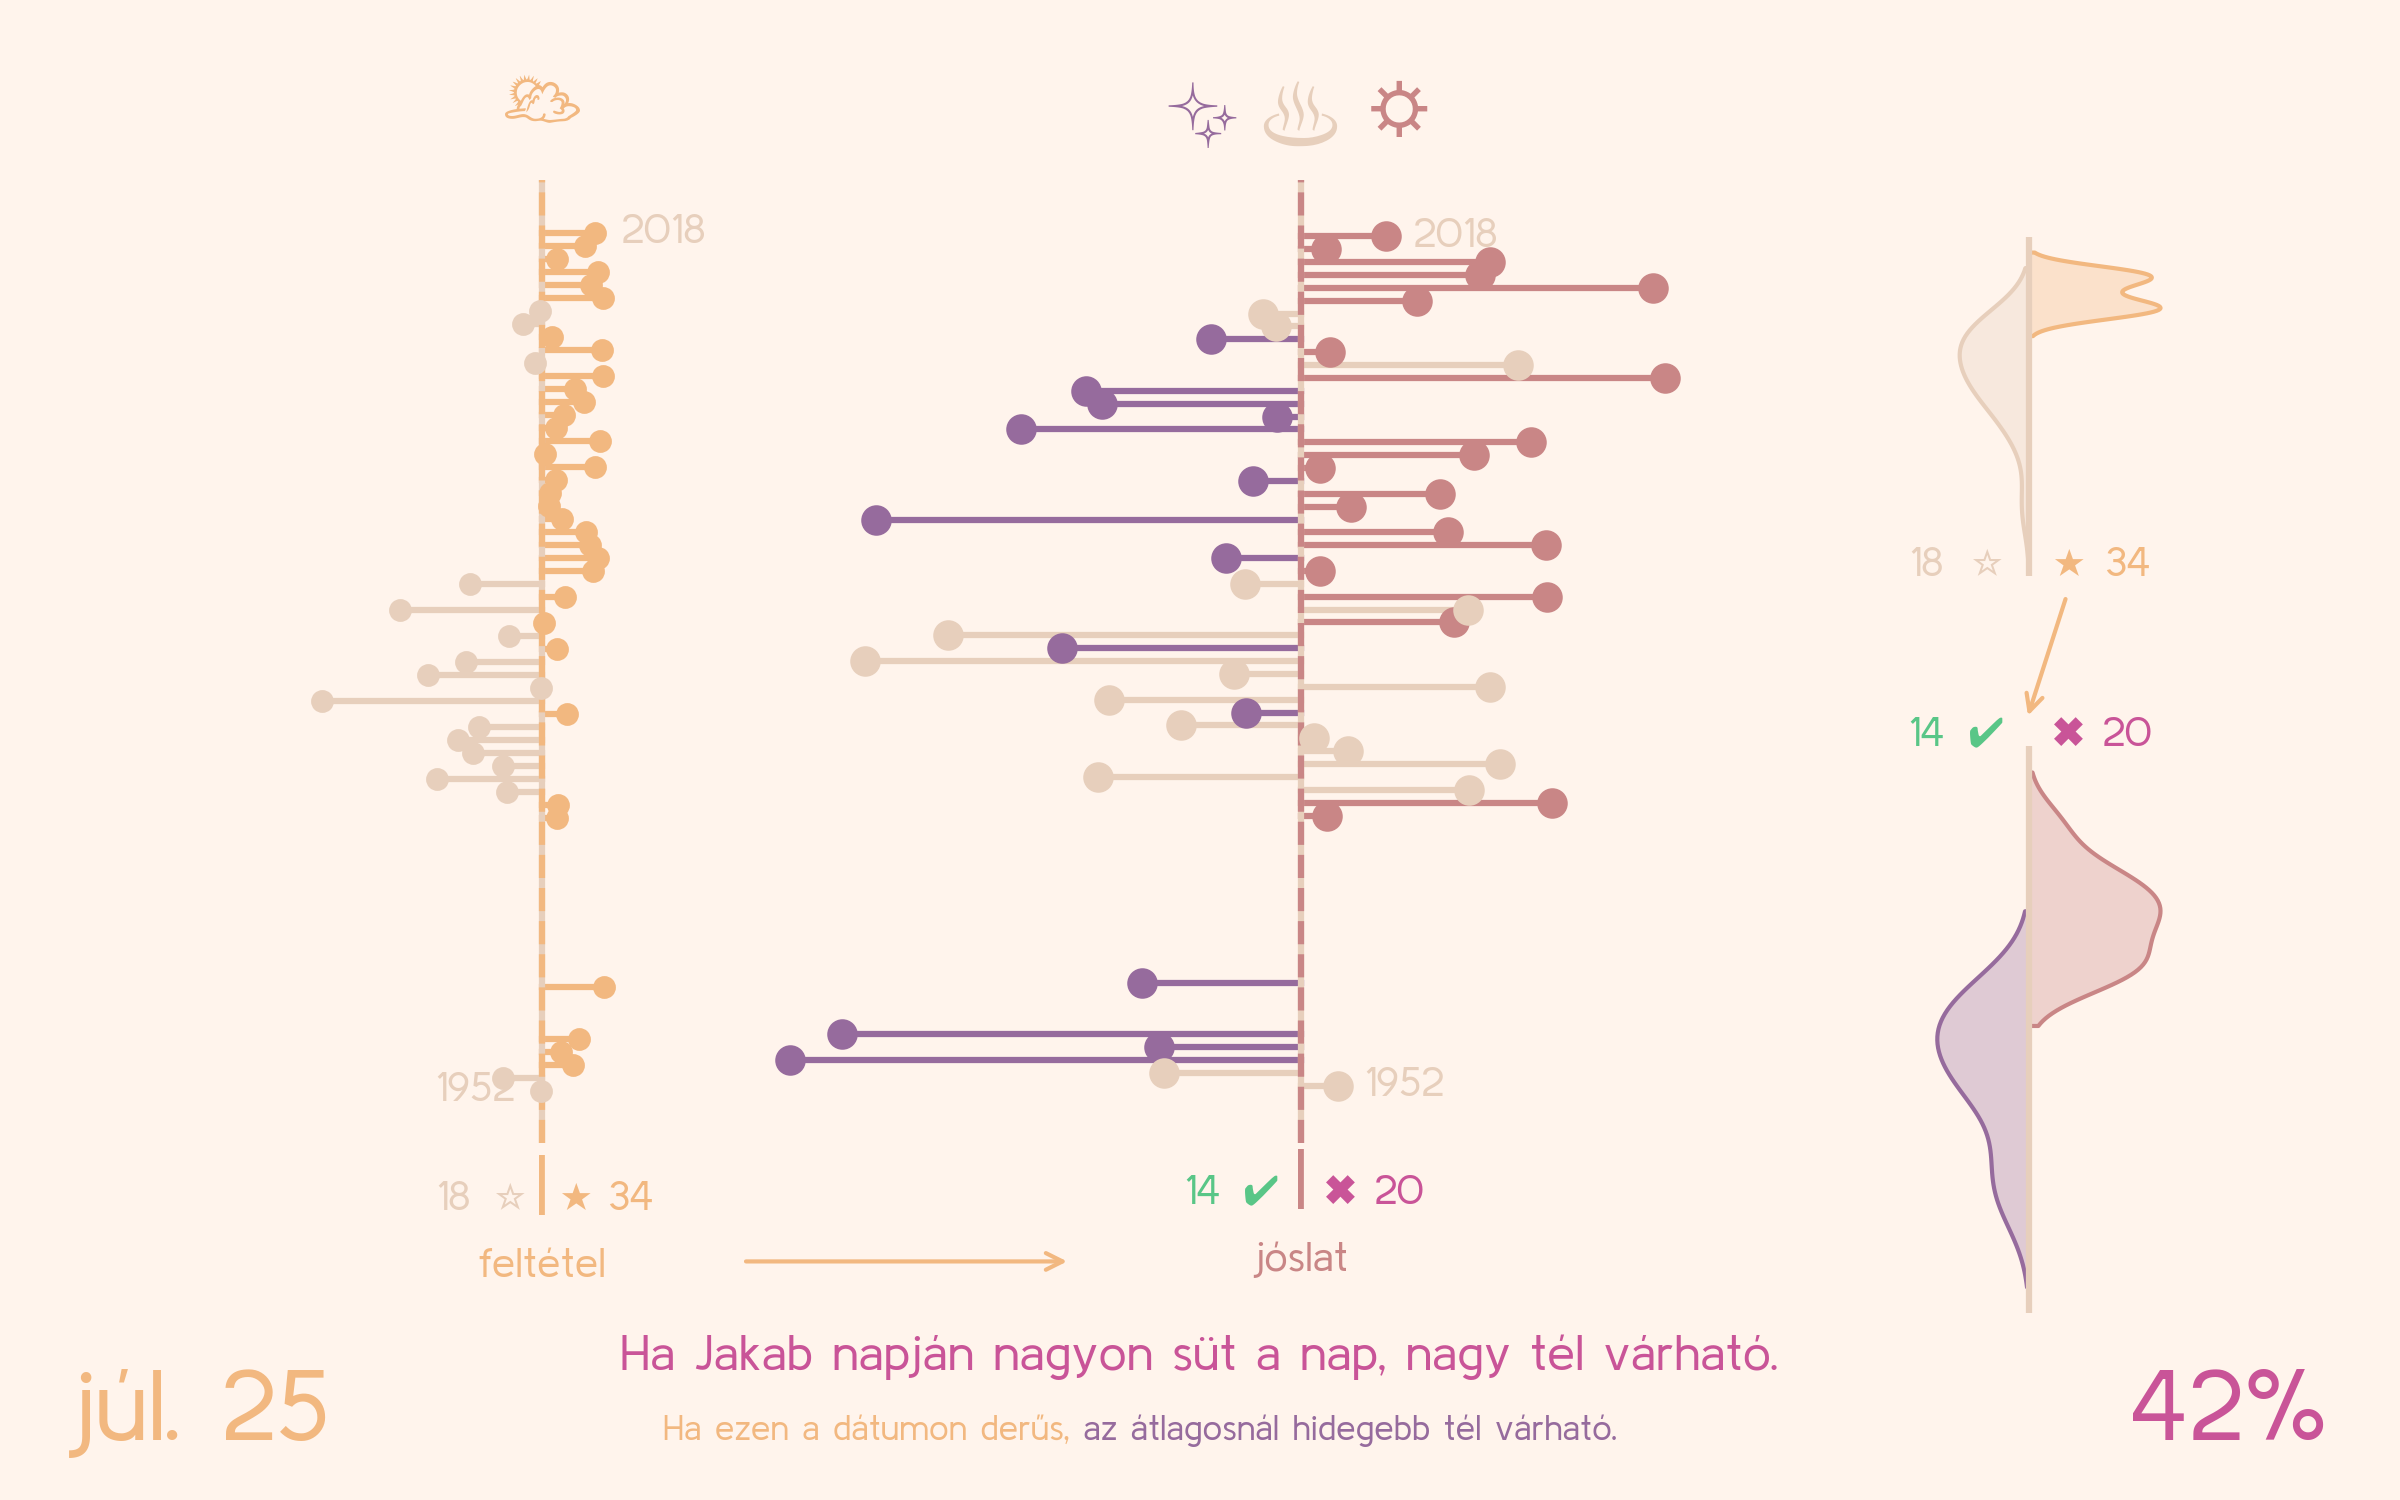 2018
2018
1952
1952
18 ☆ ★ 34
14 ✔ ✖ 20
18 ☆ ★ 34
14 ✔ ✖ 20
feltétel
jóslat
Ha Jakab napján nagyon süt a nap, nagy tél várható.
júl. 25
Ha ezen a dátumon derűs, az átlagosnál hidegebb tél várható.
42%